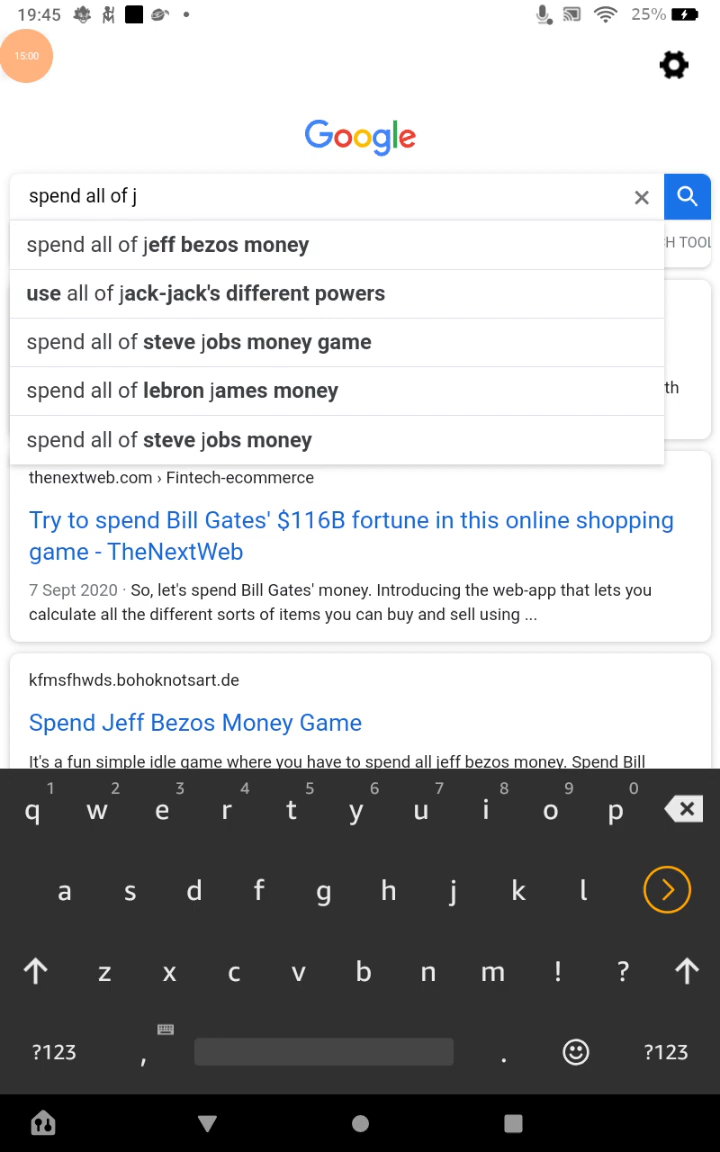 19:45
25%
15:00
Google
spend all of j
H TOOL
spend all of jeff bezos money
use all of jack-jack's different powers
spend all of steve jobs money game
th
spend all of lebron james money
spend all of steve jobs money
thenextweb.com › Fintech-ecommerce
Try to spend Bill Gates' $116B fortune in this online shopping
game - TheNextWeb
7 Sept 2020 · So, let's spend Bill Gates' money. Introducing the web-app that lets you
calculate all the different sorts of items you can buy and sell using ...
kfmsfhwds.bohoknotsart.de
Spend Jeff Bezos Money Game
It's a fun simple idle game where you have to spend all jeff bezos money. Spend Bill
1 2 3 4 5 6 7 8 9 0
q w e r t y u i o p
a s d f g h j k l
z x c v b n m ! ?
?123 , . ?123